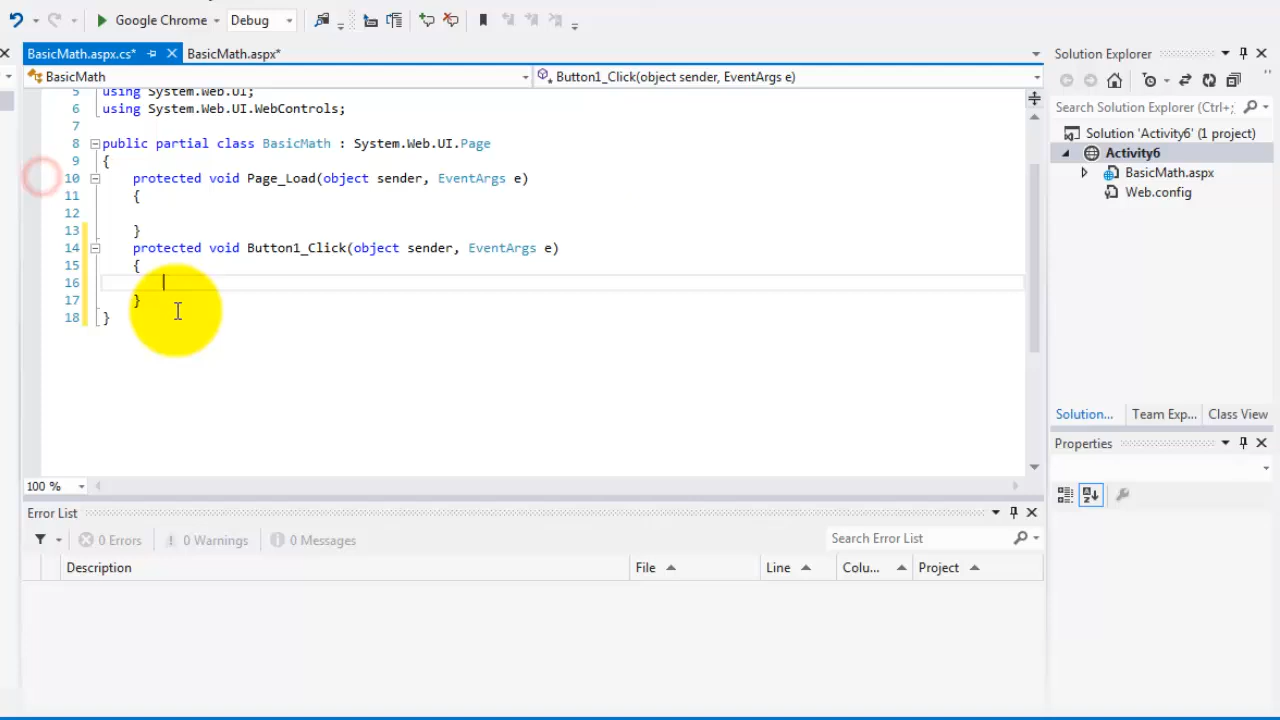 Google Chrome Debug
BasicMath.aspx.cs* BasicMath.aspx*
BasicMath Button1_Click(object sender, EventArgs e)
5 using System.Web.UI;
6 using System.Web.UI.WebControls;
7
8 public partial class BasicMath : System.Web.UI.Page
9 {
10 protected void Page_Load(object sender, EventArgs e)
11 {
12
13 }
14 protected void Button1_Click(object sender, EventArgs e)
15 {
16
17 }
18 }
100 %
Error List
0 Errors 0 Warnings 0 Messages Search Error List
Description File Line Colu... Project
Solution Explorer
Search Solution Explorer (Ctrl+;
Solution 'Activity6' (1 project)
Activity6
BasicMath.aspx
Web.config
Solution... Team Exp... Class View
Properties